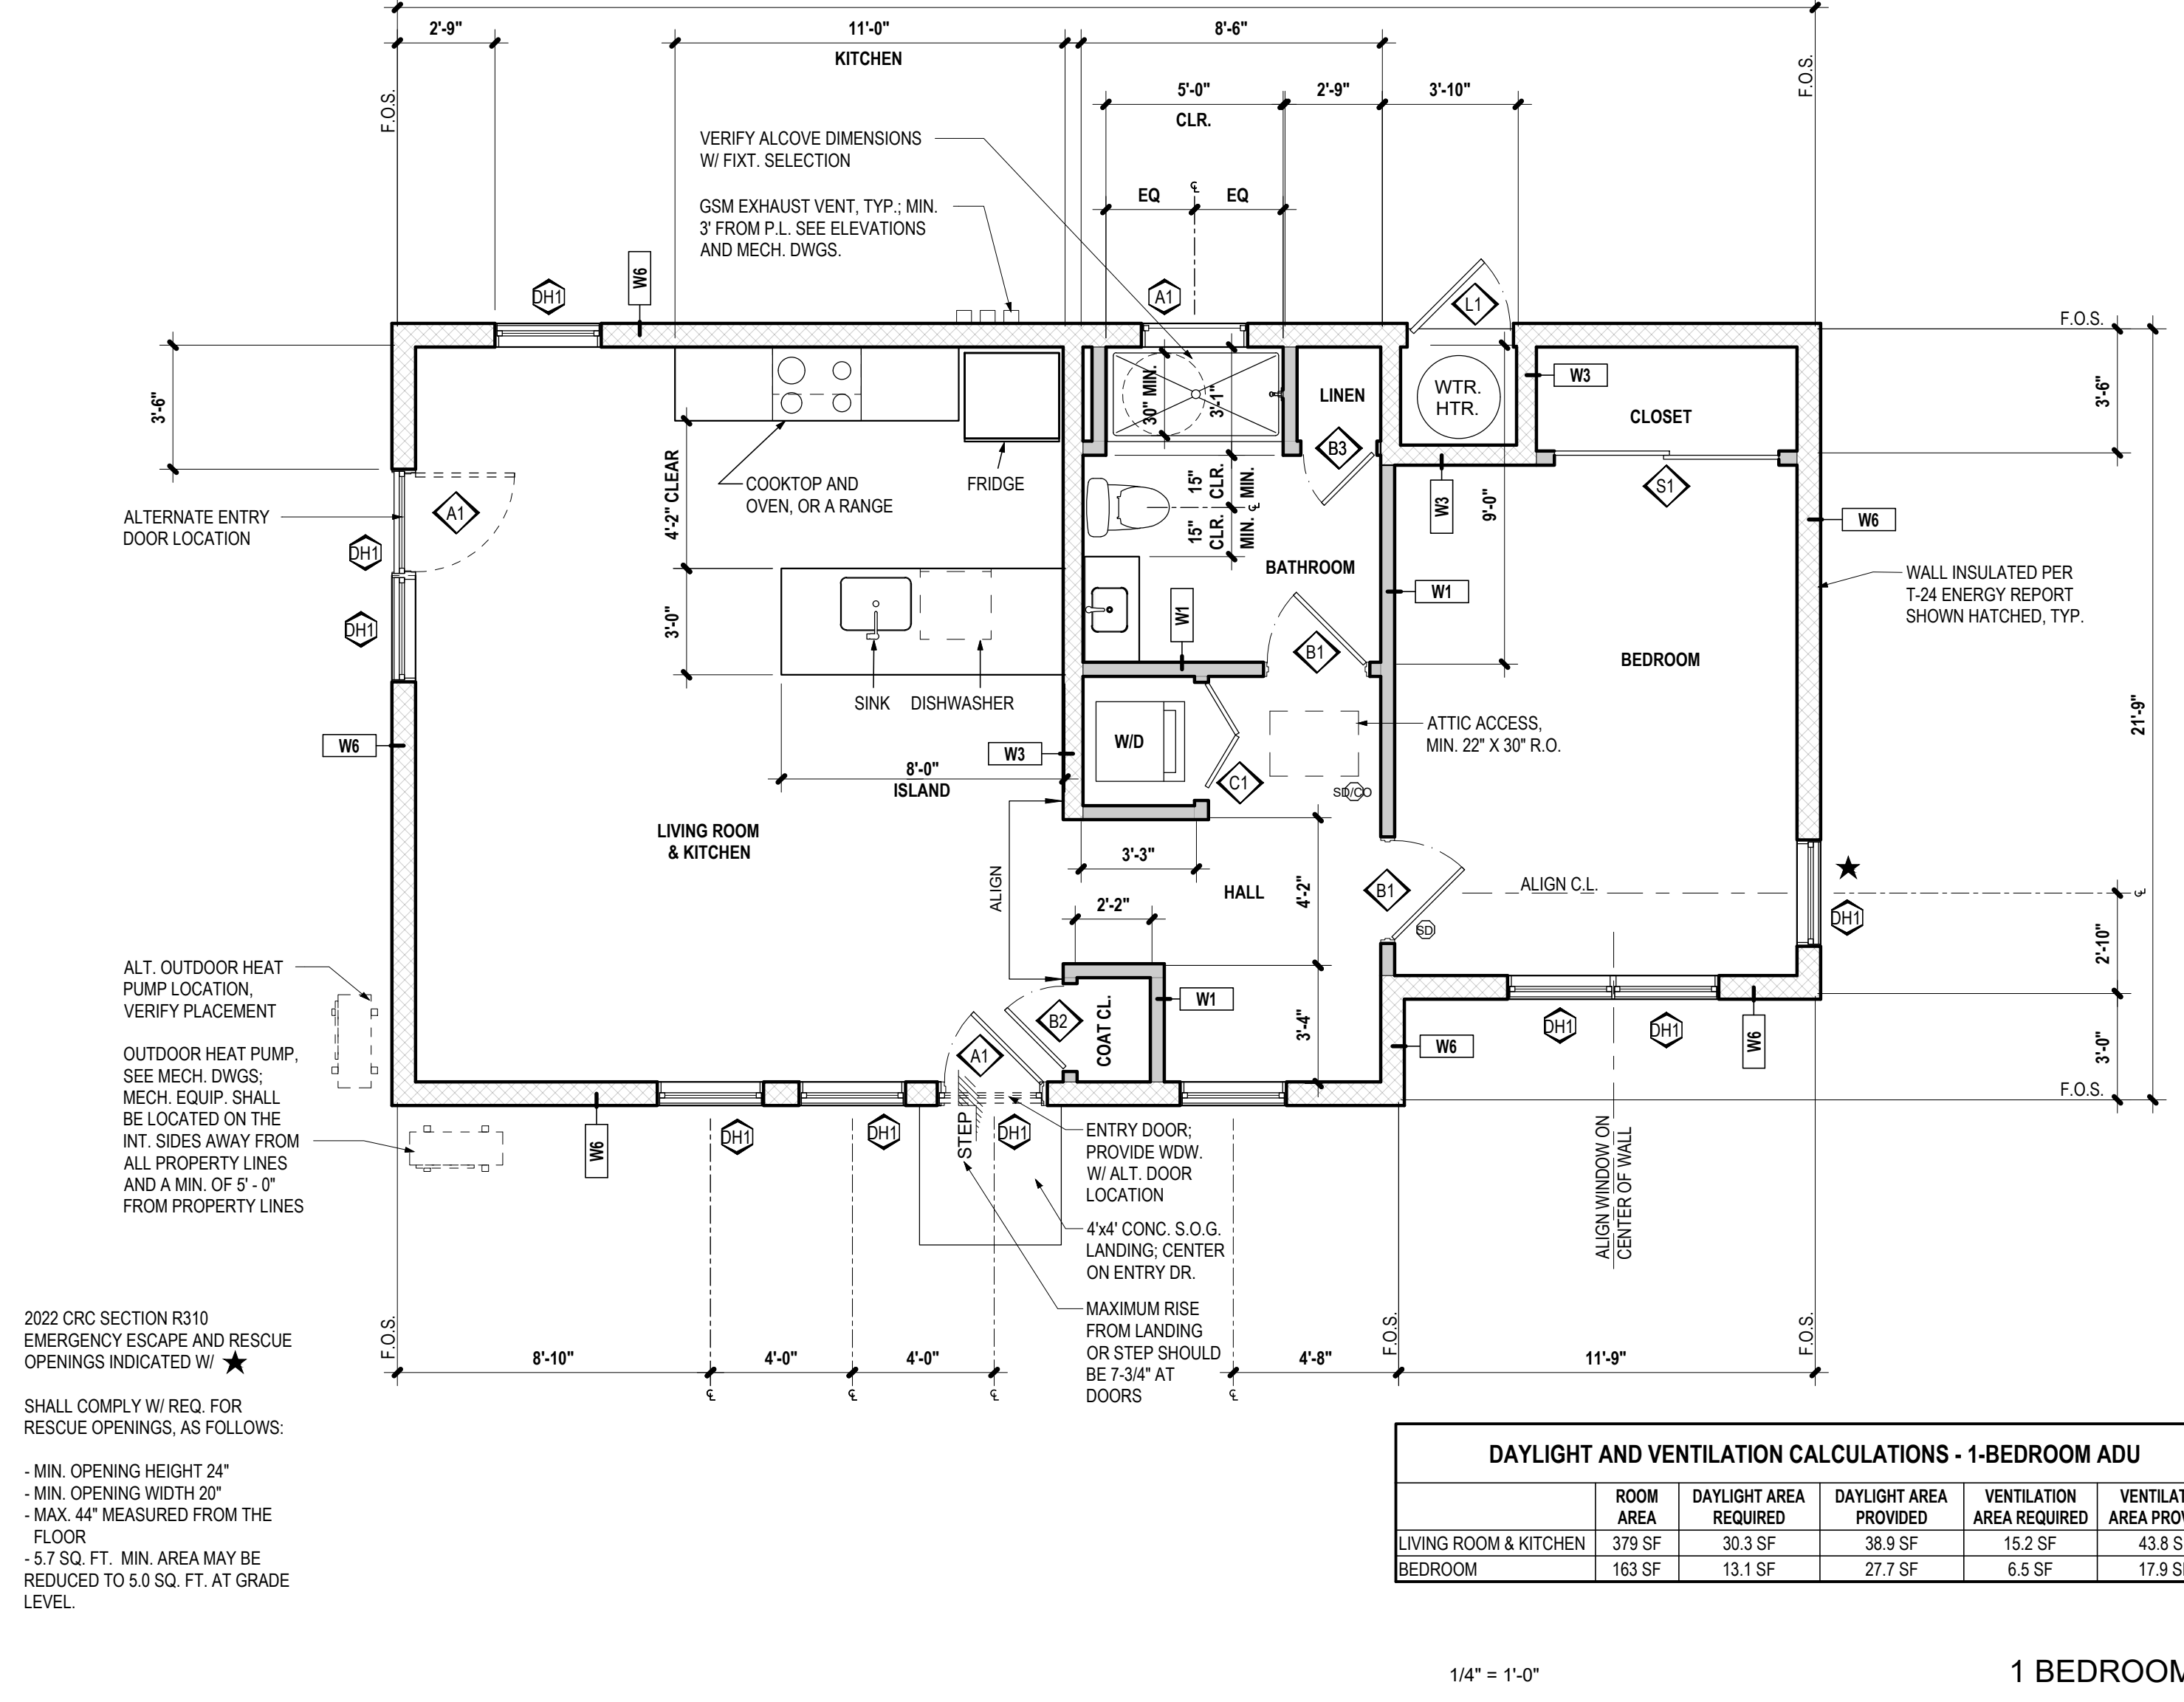 2'-9"
11'-0"
KITCHEN
8'-6"
F.O.S.
F.O.S.
5'-0"
CLR.
2'-9"
3'-10"
VERIFY ALCOVE DIMENSIONS
W/ FIXT. SELECTION
EQ
℄
EQ
GSM EXHAUST VENT, TYP.; MIN.
3' FROM P.L. SEE ELEVATIONS
AND MECH. DWGS.
DH1
W6
A1
L1
F.O.S.
3'-6"
30" MIN.
3'-1"
LINEN
WTR.
HTR.
W3
CLOSET
3'-6"
B3
4'-2" CLEAR
COOKTOP AND
OVEN, OR A RANGE
FRIDGE
15"
CLR.
MIN.
℄
15"
CLR.
MIN.
W3
9'-0"
S1
W6
A1
ALTERNATE ENTRY
DOOR LOCATION
DH1
DH1
BATHROOM
W1
W1
WALL INSULATED PER
T-24 ENERGY REPORT
SHOWN HATCHED, TYP.
3'-0"
B1
BEDROOM
SINK
DISHWASHER
21'-9"
W6
W3
W/D
ATTIC ACCESS,
MIN. 22" X 30" R.O.
8'-0"
ISLAND
C1
SD/CO
LIVING ROOM
& KITCHEN
3'-3"
ALIGN
HALL
4'-2"
B1
ALIGN C.L.
℄
2'-2"
SD
DH1
2'-10"
ALT. OUTDOOR HEAT
PUMP LOCATION,
VERIFY PLACEMENT
W1
B2
COAT CL.
3'-4"
A1
DH1
DH1
W6
W6
3'-0"
F.O.S.
OUTDOOR HEAT PUMP,
SEE MECH. DWGS;
MECH. EQUIP. SHALL
BE LOCATED ON THE
INT. SIDES AWAY FROM
ALL PROPERTY LINES
AND A MIN. OF 5' - 0"
FROM PROPERTY LINES
W6
DH1
DH1
STEP
DH1
ENTRY DOOR;
PROVIDE WDW.
W/ ALT. DOOR
LOCATION
4'x4' CONC. S.O.G.
LANDING; CENTER
ON ENTRY DR.
MAXIMUM RISE
FROM LANDING
OR STEP SHOULD
BE 7-3/4" AT
DOORS
ALIGN WINDOW ON
CENTER OF WALL
F.O.S.
F.O.S.
F.O.S.
8'-10"
4'-0"
4'-0"
4'-8"
11'-9"
℄
℄
℄
℄
2022 CRC SECTION R310
EMERGENCY ESCAPE AND RESCUE
OPENINGS INDICATED W/ ★
SHALL COMPLY W/ REQ. FOR
RESCUE OPENINGS, AS FOLLOWS:
- MIN. OPENING HEIGHT 24"
- MIN. OPENING WIDTH 20"
- MAX. 44" MEASURED FROM THE
FLOOR
- 5.7 SQ. FT. MIN. AREA MAY BE
REDUCED TO 5.0 SQ. FT. AT GRADE
LEVEL.
DAYLIGHT AND VENTILATION CALCULATIONS - 1-BEDROOM ADU
ROOM AREA DAYLIGHT AREA REQUIRED DAYLIGHT AREA PROVIDED VENTILATION AREA REQUIRED AREA
LIVING ROOM & KITCHEN 379 SF 30.3 SF 38.9 SF 15.2 SF 43.8
BEDROOM 163 SF 13.1 SF 27.7 SF 6.5 SF 17.9
1/4" = 1'-0"
1 BEDROOM